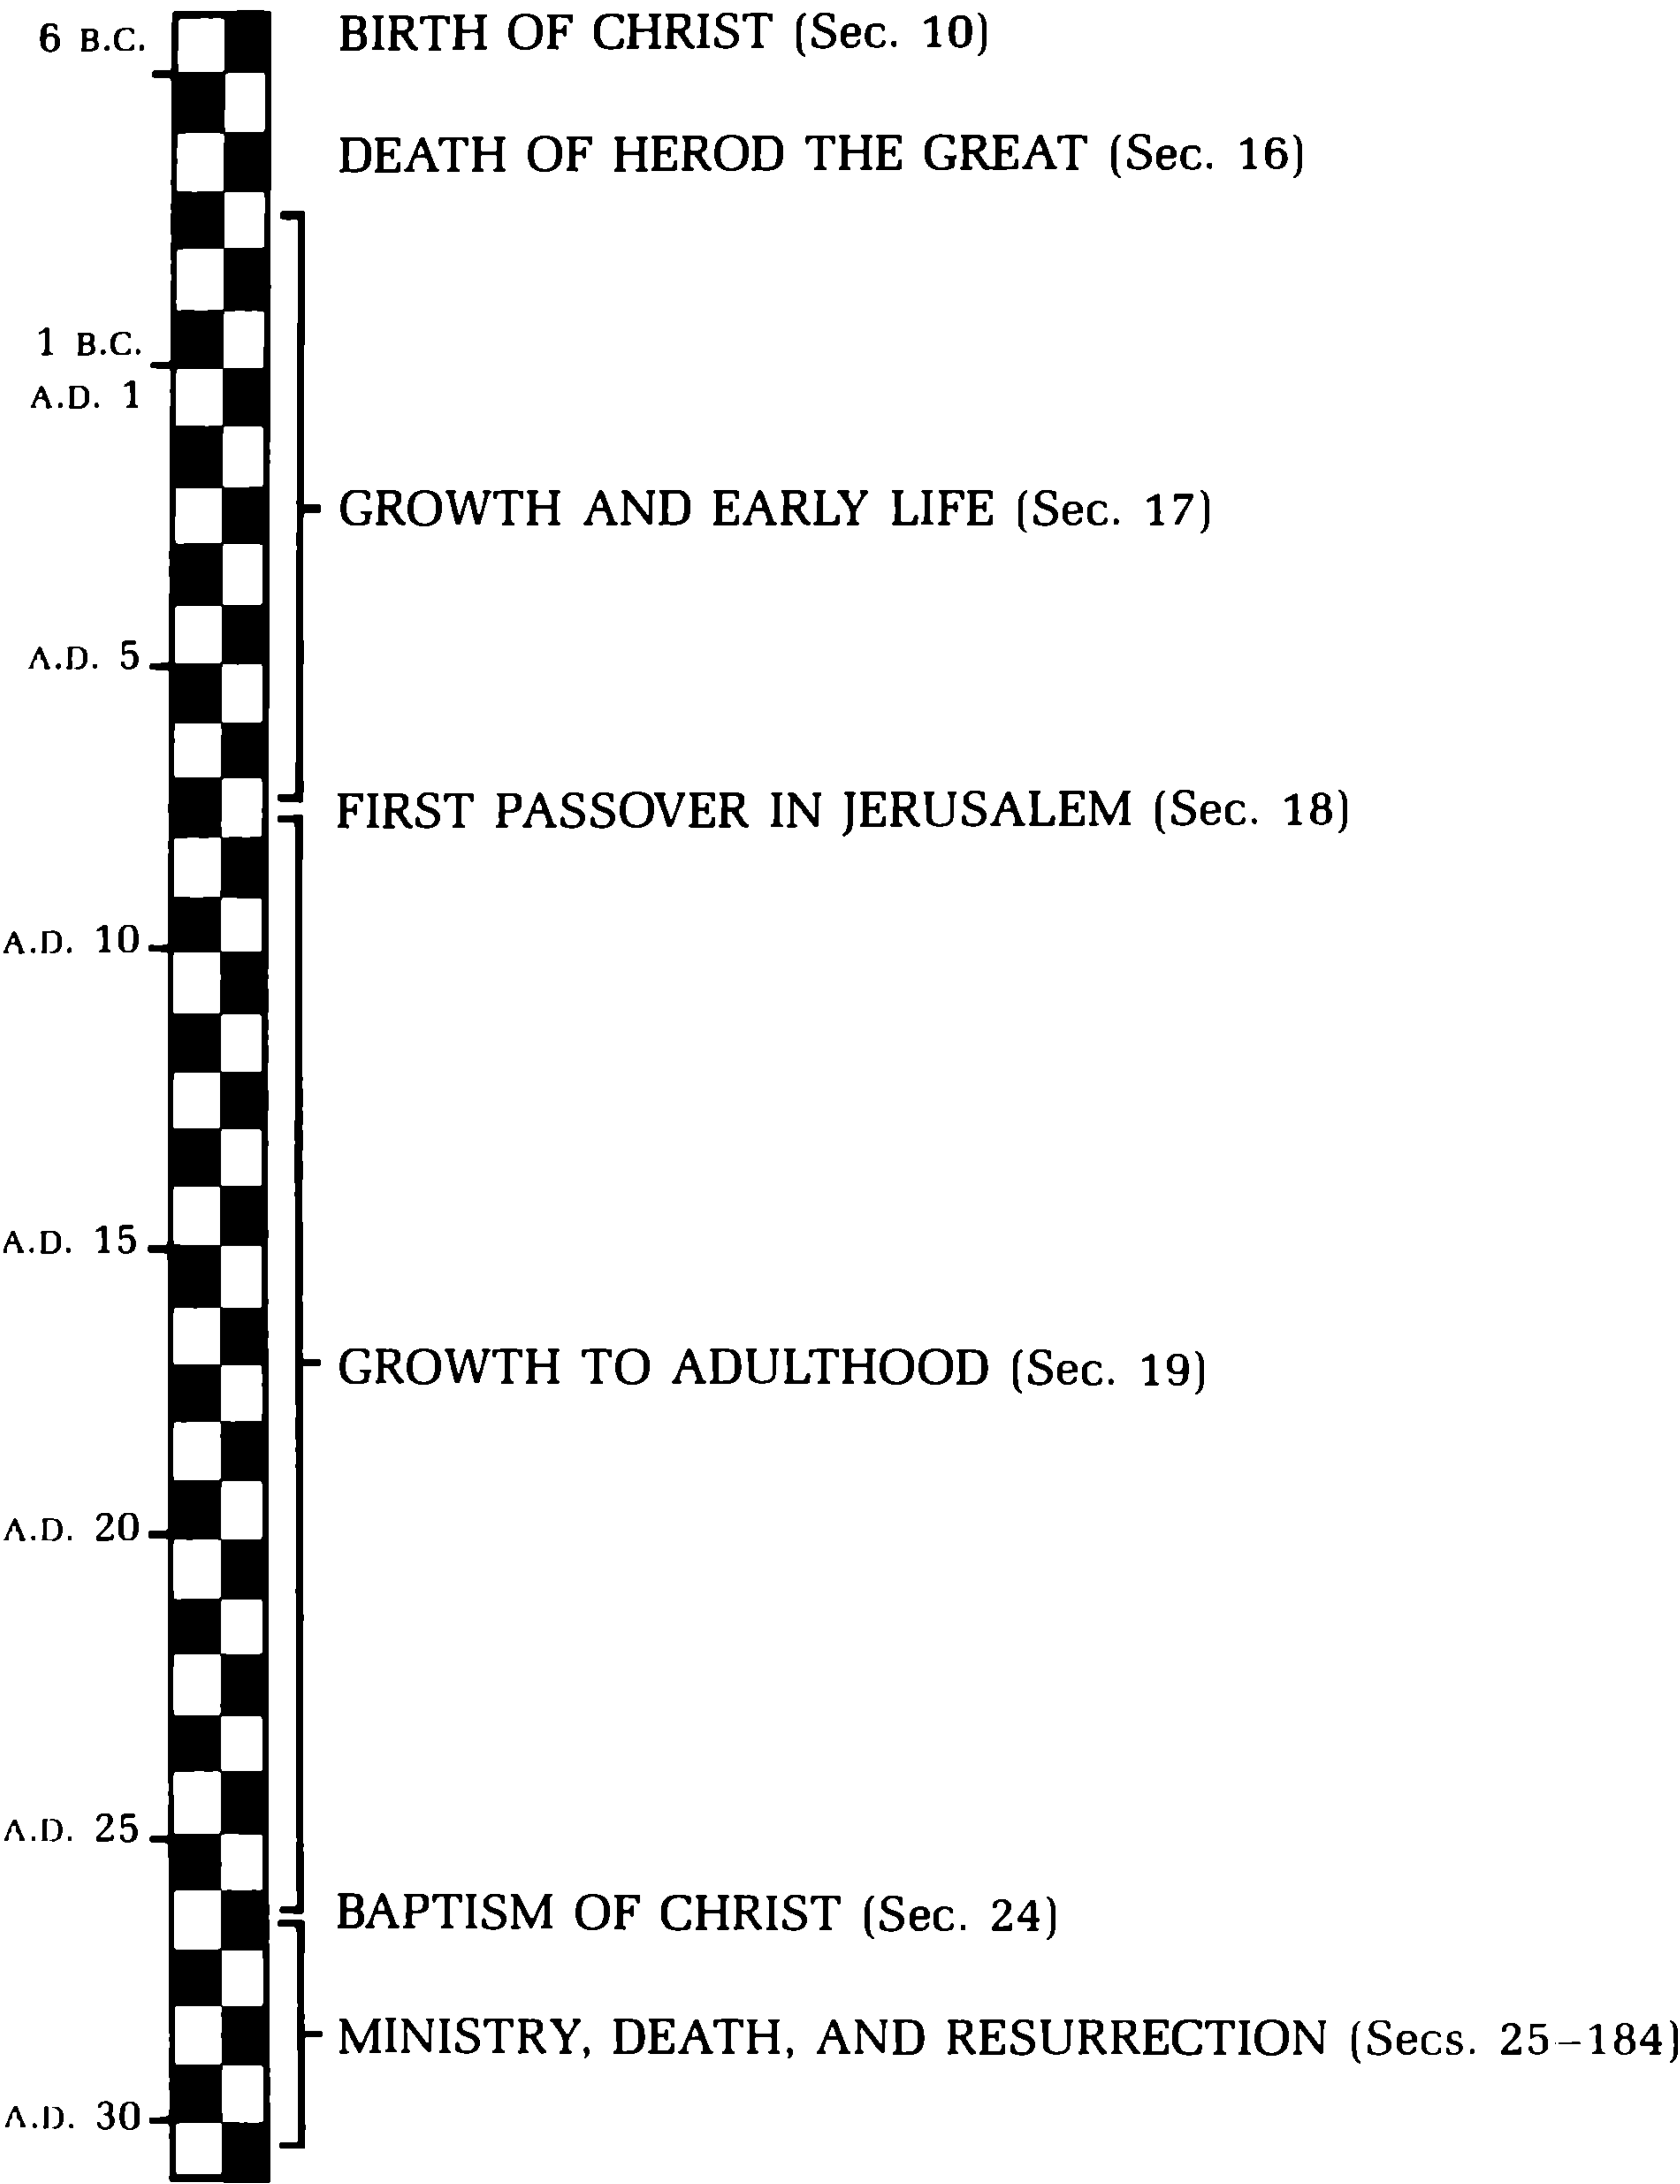 6 B.C. BIRTH OF CHRIST (Sec. 10)
DEATH OF HEROD THE GREAT (Sec. 16)
1 B.C.
A.D. 1
GROWTH AND EARLY LIFE (Sec. 17)
A.D. 5
FIRST PASSOVER IN JERUSALEM (Sec. 18)
A.D. 10
A.D. 15
GROWTH TO ADULTHOOD (Sec. 19)
A.D. 20
A.D. 25
BAPTISM OF CHRIST (Sec. 24)
MINISTRY, DEATH, AND RESURRECTION (Secs. 25–184)
A.D. 30